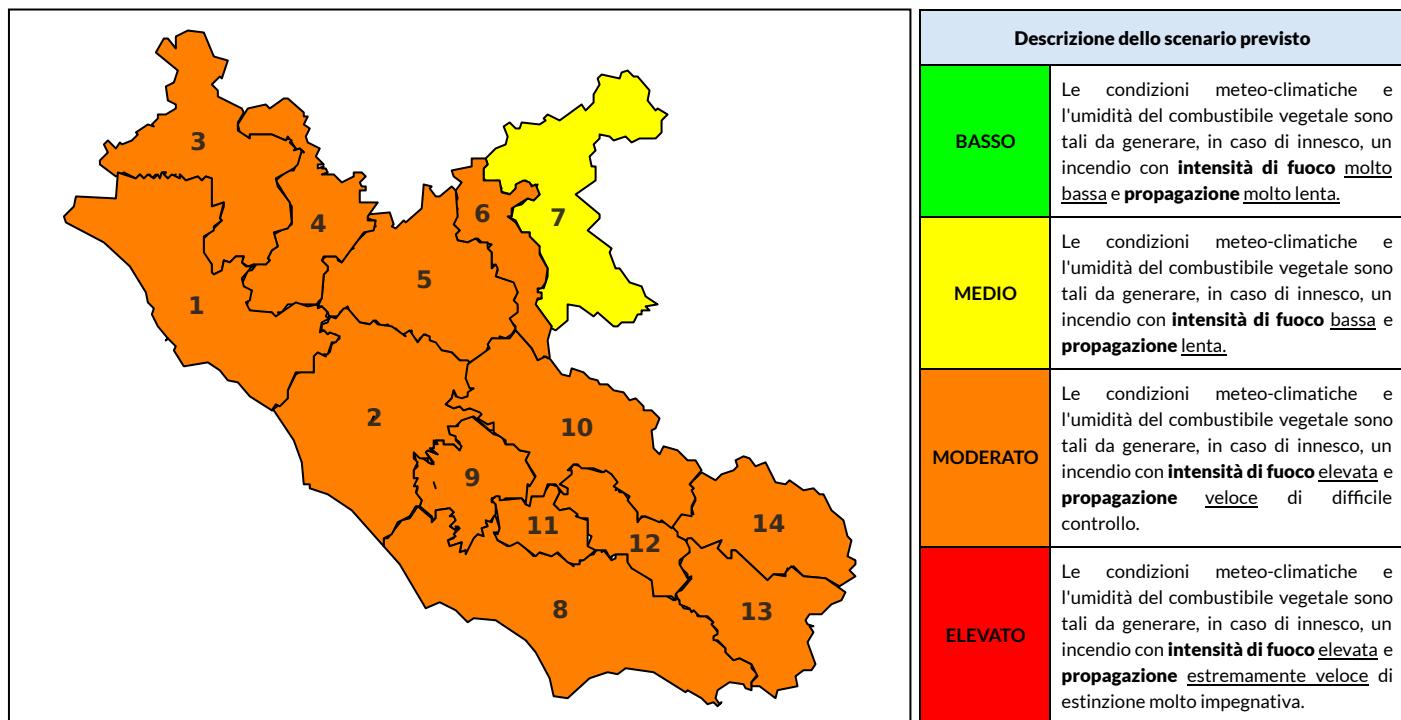 3
4
6
7
5
1
2
10
9
11
12
14
8
13
Descrizione dello scenario previsto
BASSO
Le condizioni meteo-climatiche e
l'umidità del combustibile vegetale sono
tali da generare, in caso di innesco, un
incendio con intensità di fuoco molto
bassa e propagazione molto lenta.
MEDIO
Le condizioni meteo-climatiche e
l'umidità del combustibile vegetale sono
tali da generare, in caso di innesco, un
incendio con intensità di fuoco bassa e
propagazione lenta.
MODERATO
Le condizioni meteo-climatiche e
l'umidità del combustibile vegetale sono
tali da generare, in caso di innesco, un
incendio con intensità di fuoco elevata e
propagazione veloce di difficile
controllo.
ELEVATO
Le condizioni meteo-climatiche e
l'umidità del combustibile vegetale sono
tali da generare, in caso di innesco, un
incendio con intensità di fuoco elevata e
propagazione estremamente veloce di
estinzione molto impegnativa.